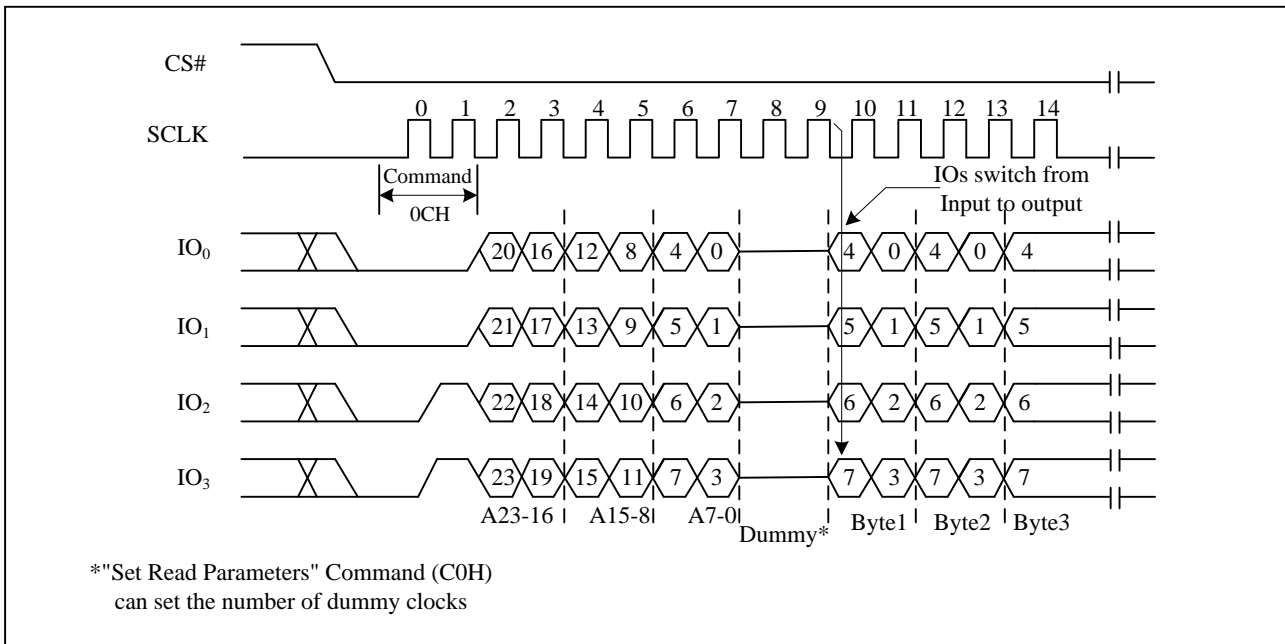 CS#
0 1 2 3 4 5 6 7 8 9 10 11 12 13 14
SCLK
Command
0CH
IOs switch from
Input to output
IO₀ 20 16 12 8 4 0 4 0 4 0 4
IO₁ 21 17 13 9 5 1 5 1 5 1 5
IO₂ 22 18 14 10 6 2 6 2 6 2 6
IO₃ 23 19 15 11 7 3 7 3 7 3 7
A23-16 A15-8 A7-0 Dummy* Byte1 Byte2 Byte3
*"Set Read Parameters" Command (C0H)
can set the number of dummy clocks